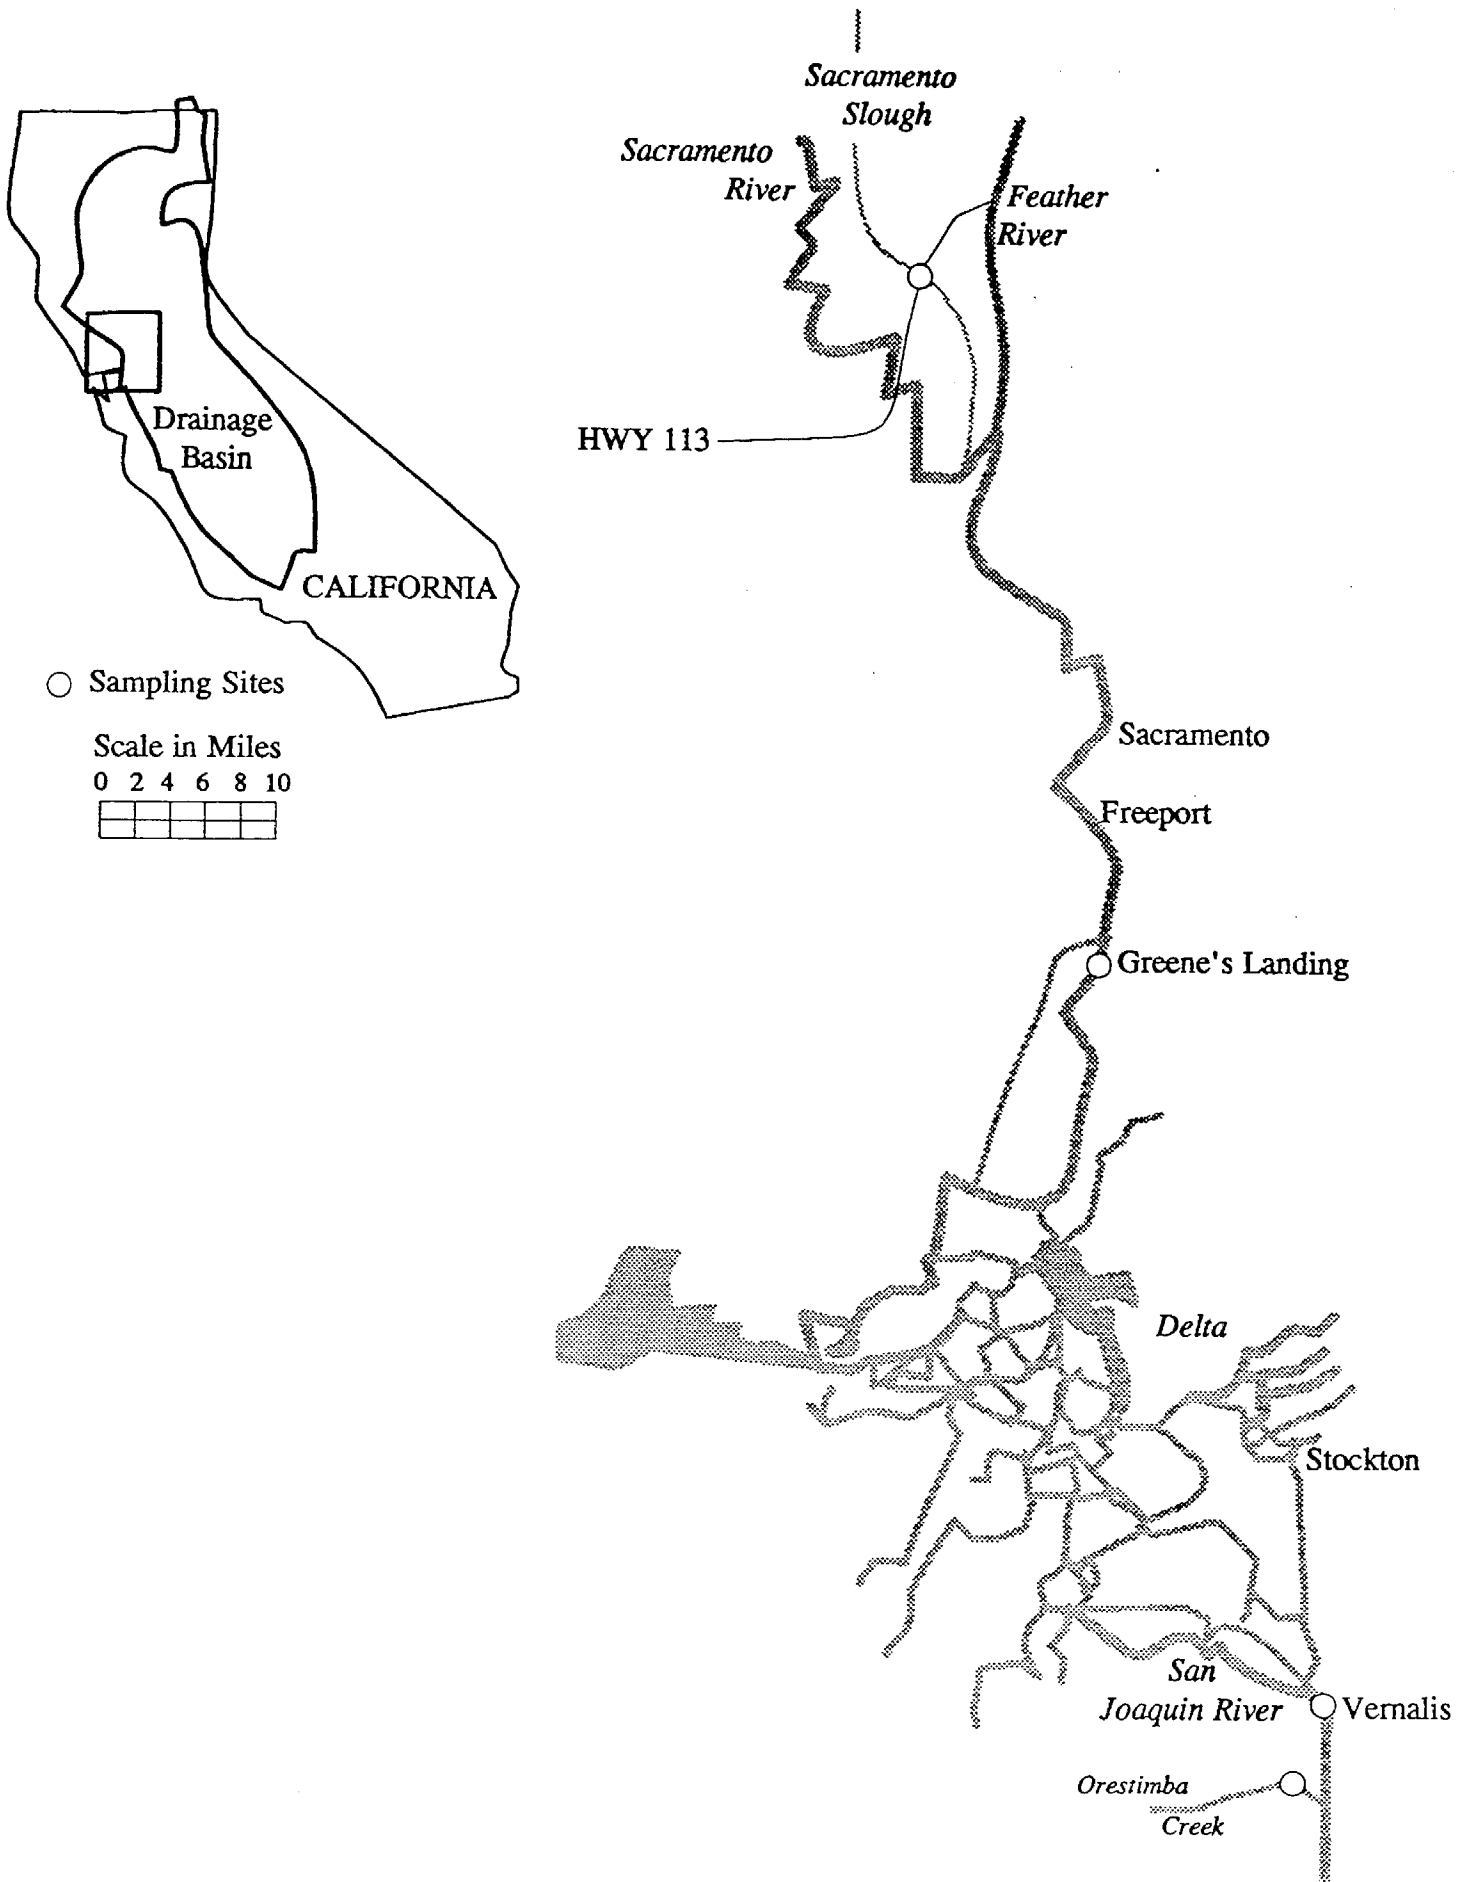 Sacramento
Slough
Sacramento
River
Feather
River
HWY 113
Drainage
Basin
CALIFORNIA
Sampling Sites
Scale in Miles
0 2 4 6 8 10
Sacramento
Freeport
Greene's Landing
Delta
Stockton
San
Joaquin River
Vernalis
Orestimba
Creek